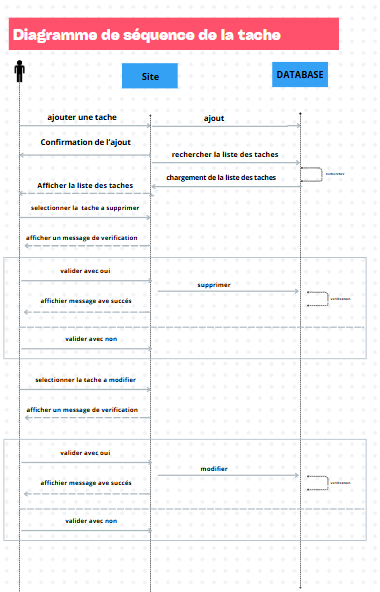 Diagramme de séquence de la tache
Site
DATABASE
ajouter une tache
ajout
Confirmation de l'ajout
rechercher la liste des taches
recherchere
chargement de la liste des taches
Afficher la liste des taches
selectionner la tache a supprimer
afficher un message de verification
valider avec oui
supprimer
affichier message ave succés
verification
valider avec non
selectionner la tache a modifier
afficher un message de verification
valider avec oui
modifier
affichier message ave succés
verification
valider avec non